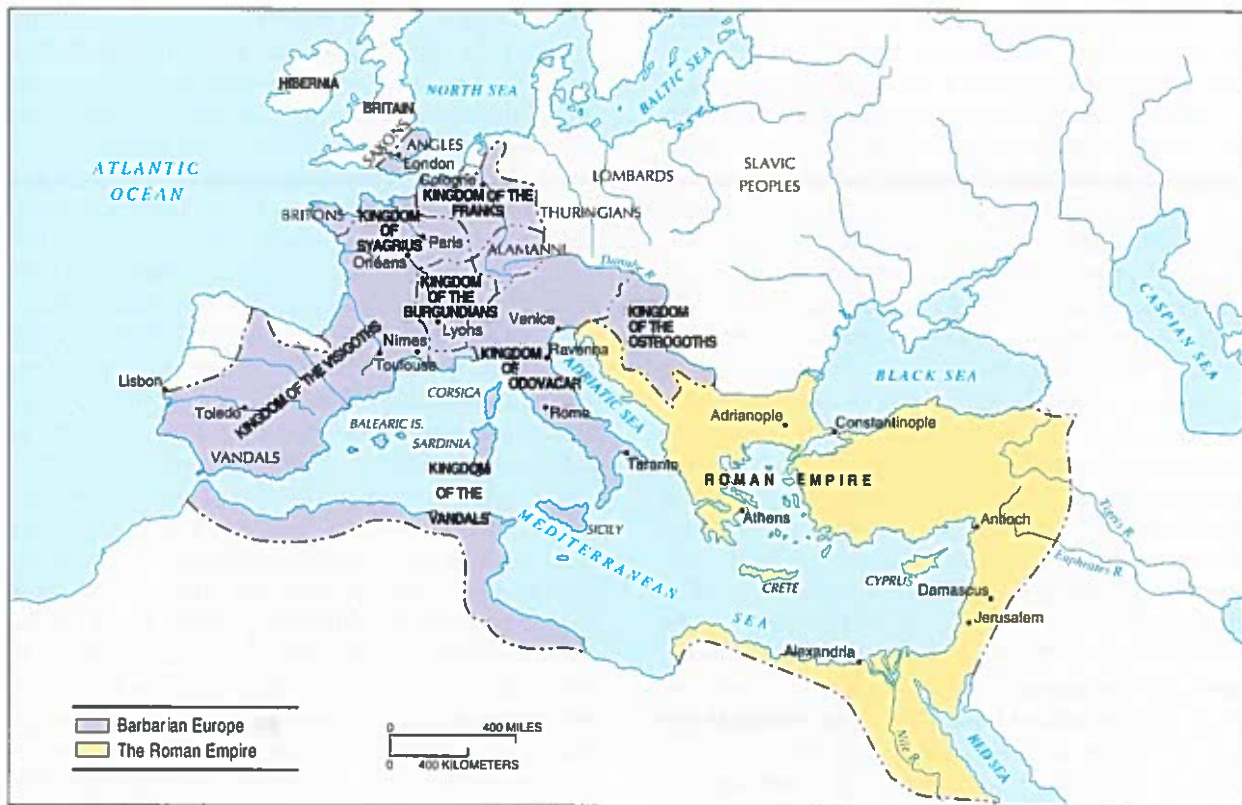 HIBERNIA
NORTH SEA
BALTIC SEA
BRITAIN
SAXONS
ANGLES
London
ATLANTIC
OCEAN
SLAVIC
PEOPLES
LOMBARDS
Cologne
KINGDOM OF THE
FRANKS
THURINGIANS
BRITONS
KINGDOM
OF
SYAGRIUS
Paris
Orléans
ALAMANNI
Danube R.
KINGDOM
OF THE
BURGUNDIANS
Lyons
Venice
KINGDOM
OF THE
OSTROGOTHS
CASPIAN SEA
Nimes
Toulouse
KINGDOM
OF
ODOVACAR
Ravenna
KINGDOM OF THE VISIGOTHS
Lisbon
Toledo
VANDALS
BALEARIC IS.
CORSICA
SARDINIA
Rome
ADRIATIC SEA
Taranto
BLACK SEA
Adrianople
Constantinople
ROMAN EMPIRE
KINGDOM
OF THE
VANDALS
SICILY
Athens
MEDITERRANEAN
SEA
CRETE
CYPRUS
Antioch
Tigris R.
Euphrates R.
Damascus
Jerusalem
Alexandria
Nile R.
RED SEA
Barbarian Europe
The Roman Empire
0 400 MILES
0 400 KILOMETERS